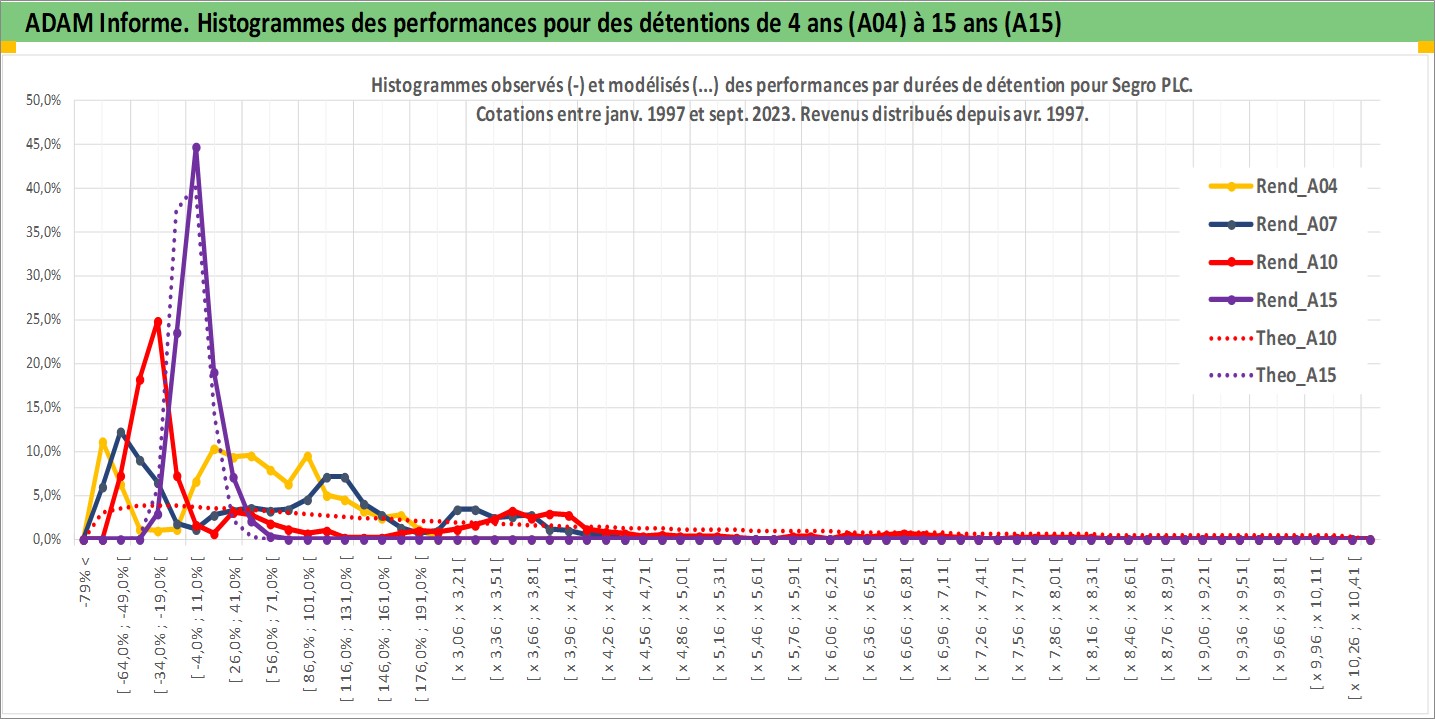 ADAM Informe. Histogrammes des performances pour des détentions de 4 ans (A04) à 15 ans (A15)
Histogrammes observés (-) et modélisés (...) des performances par durées de détention pour Segro PLC.
Cotations entre janv. 1997 et sept. 2023. Revenus distribués depuis avr. 1997.
50,0%
45,0%
40,0%
35,0%
30,0%
25,0%
20,0%
15,0%
10,0%
5,0%
0,0%
Rend_A04
Rend_A07
Rend_A10
Rend_A15
Theo_A10
Theo_A15
-79% <
[ -64,0% ; -49,0% [
[ -34,0% ; -19,0% [
[ -4,0% ; 11,0% [
[ 26,0% ; 41,0% [
[ 56,0% ; 71,0% [
[ 86,0% ; 101,0% [
[ 116,0% ; 131,0% [
[ 146,0% ; 161,0% [
[ 176,0% ; 191,0% [
[ x 3,06 ; x 3,21 [
[ x 3,36 ; x 3,51 [
[ x 3,66 ; x 3,81 [
[ x 3,96 ; x 4,11 [
[ x 4,26 ; x 4,41 [
[ x 4,56 ; x 4,71 [
[ x 4,86 ; x 5,01 [
[ x 5,16 ; x 5,31 [
[ x 5,46 ; x 5,61 [
[ x 5,76 ; x 5,91 [
[ x 6,06 ; x 6,21 [
[ x 6,36 ; x 6,51 [
[ x 6,66 ; x 6,81 [
[ x 6,96 ; x 7,11 [
[ x 7,26 ; x 7,41 [
[ x 7,56 ; x 7,71 [
[ x 7,86 ; x 8,01 [
[ x 8,16 ; x 8,31 [
[ x 8,46 ; x 8,61 [
[ x 8,76 ; x 8,91 [
[ x 9,06 ; x 9,21 [
[ x 9,36 ; x 9,51 [
[ x 9,66 ; x 9,81 [
[ x 9,96 ; x 10,11 [
[ x 10,26 ; x 10,41 [